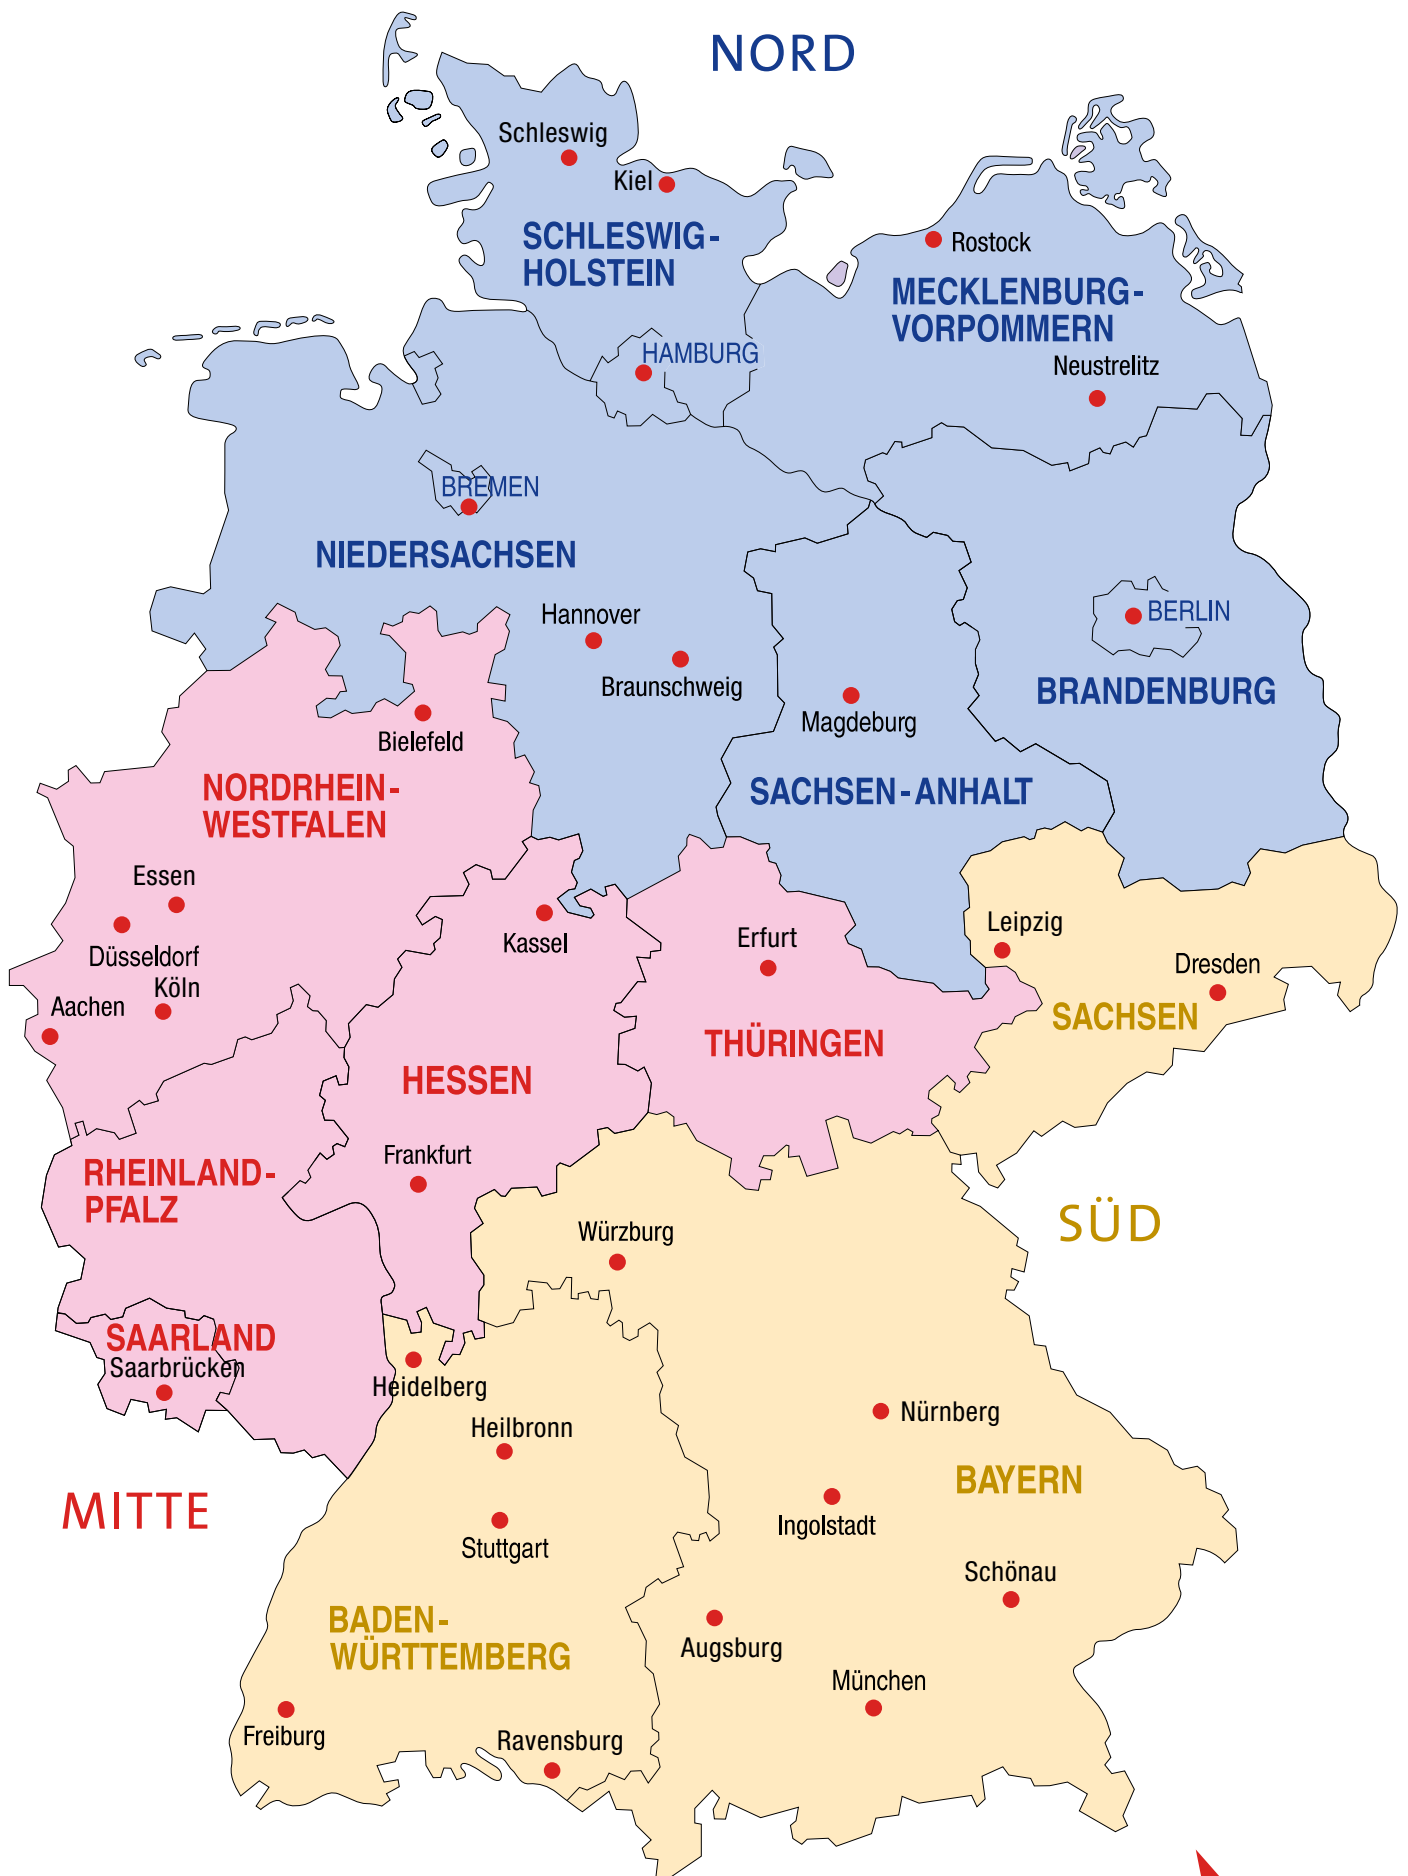 NORD
Schleswig
Kiel
SCHLESWIG-
HOLSTEIN
Rostock
MECKLENBURG-
VORPOMMERN
HAMBURG
Neustrelitz
BREMEN
NIEDERSACHSEN
Hannover
BERLIN
Braunschweig
BRANDENBURG
Magdeburg
Bielefeld
NORDRHEIN-
WESTFALEN
SACHSEN-ANHALT
Essen
Leipzig
Erfurt
Kassel
Düsseldorf
Dresden
Köln
Aachen
SACHSEN
THÜRINGEN
HESSEN
Frankfurt
RHEINLAND-
PFALZ
SÜD
Würzburg
SAARLAND
Saarbrücken
Heidelberg
Nürnberg
Heilbronn
BAYERN
MITTE
Ingolstadt
Stuttgart
Schönau
BADEN-
WÜRTTEMBERG
Augsburg
München
Freiburg
Ravensburg